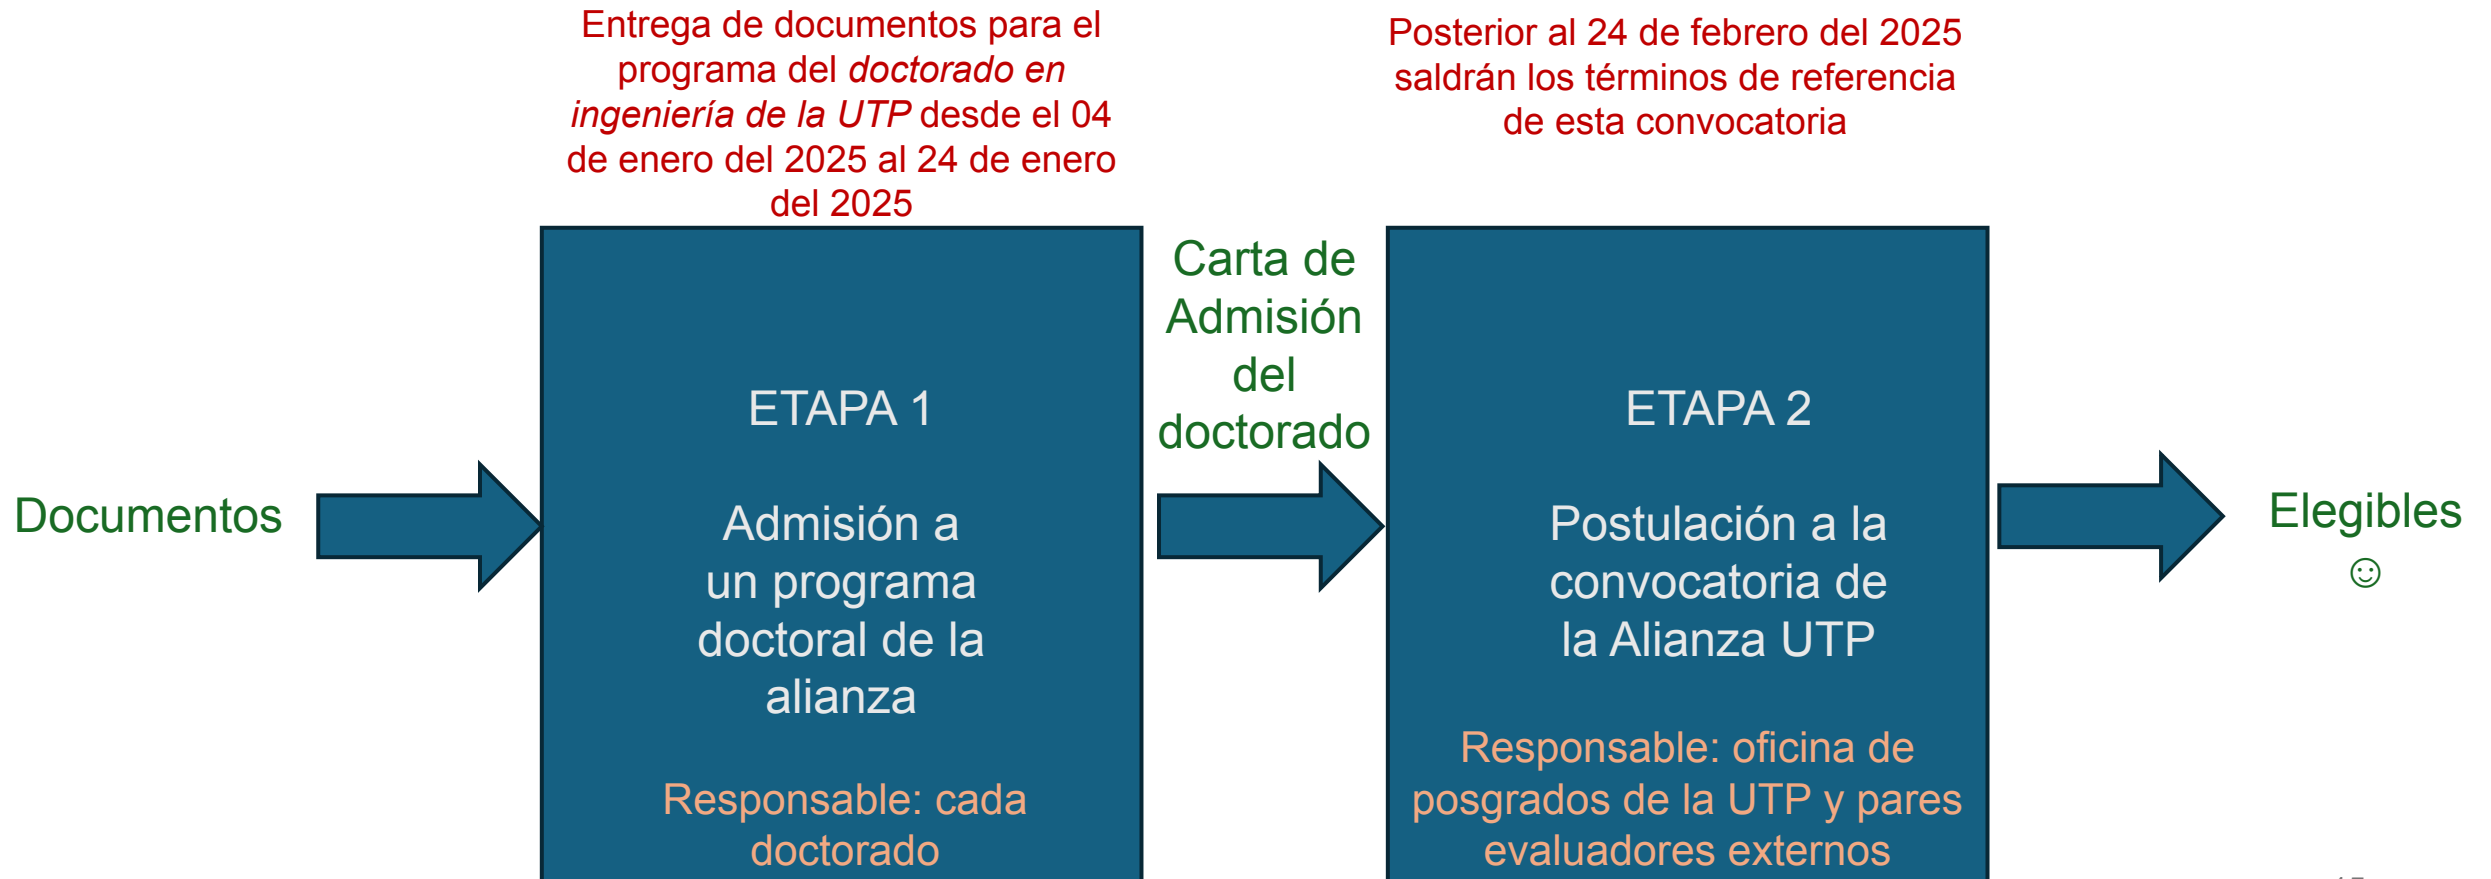 Entrega de documentos para el
programa del doctorado en
ingeniería de la UTP desde el 04
de enero del 2025 al 24 de enero
del 2025
Posterior al 24 de febrero del 2025
saldrán los términos de referencia
de esta convocatoria
Documentos
ETAPA 1
Admisión a
un programa
doctoral de la
alianza
Responsable: cada
doctorado
Carta de
Admisión
del
doctorado
ETAPA 2
Postulación a la
convocatoria de
la Alianza UTP
Responsable: oficina de
posgrados de la UTP y pares
evaluadores externos
Elegibles
☺